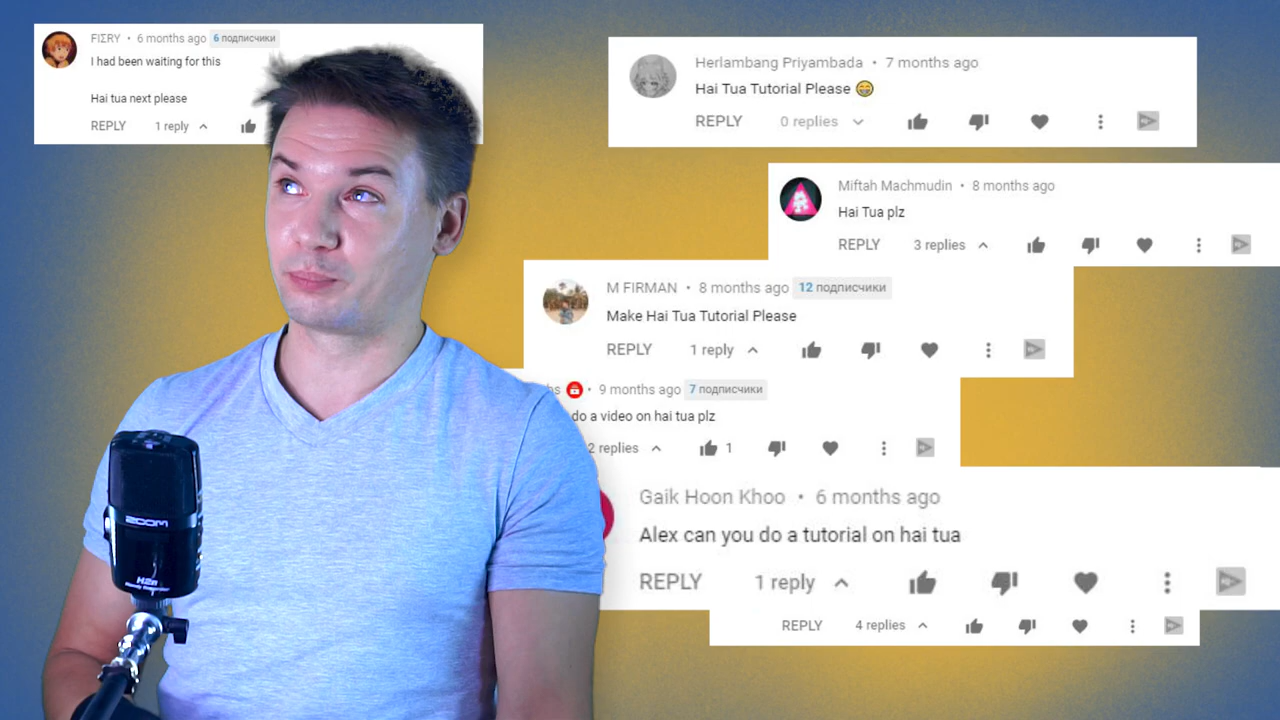 FIΣRY • 6 months ago 6 подписчики
I had been waiting for this
Hai tua next please
REPLY 1 reply
Herlambang Priyambada • 7 months ago
Hai Tua Tutorial Please 😁
REPLY 0 replies
Miftah Machmudin • 8 months ago
Hai Tua plz
REPLY 3 replies
M FIRMAN • 8 months ago 12 подписчики
Make Hai Tua Tutorial Please
REPLY 1 reply
• 9 months ago 7 подписчики
do a video on hai tua plz
2 replies 1
Gaik Hoon Khoo • 6 months ago
Alex can you do a tutorial on hai tua
REPLY 1 reply
REPLY 4 replies
ZOOM
H2n